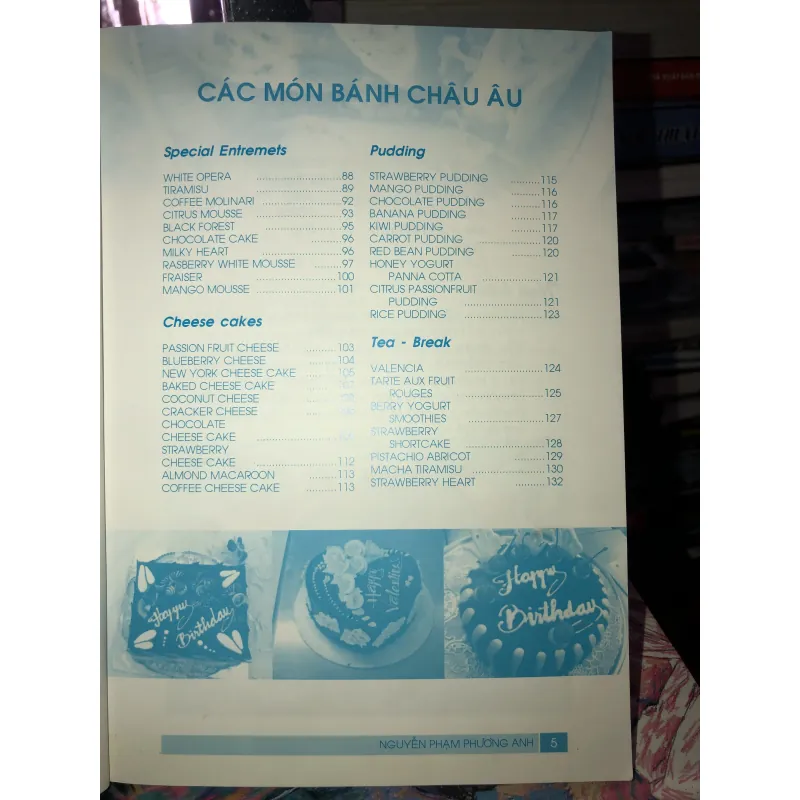 CÁC MÓN BÁNH CHÂU ÂU
Special Entremets
WHITE OPERA ..........................88
TIRAMISU ..........................89
COFFEE MOLINARI ..........................92
CITRUS MOUSSE ..........................93
BLACK FOREST ..........................95
CHOCOLATE CAKE ..........96
MILKY HEART ..........................96
RASBERRY WHITE MOUSSE ........97
FRAISER ..........................100
MANGO MOUSSE ..........................101
Cheese cakes
PASSION FRUIT CHEESE ..........103
BLUEBERRY CHEESE ..........104
NEW YORK CHEESE CAKE ..........105
BAKED CHEESE CAKE
COCONUT CHEESE
CRACKER CHEESE
CHOCOLATE
CHEESE CAKE
STRAWBERRY
CHEESE CAKE ..........................112
ALMOND MACAROON ..........113
COFFEE CHEESE CAKE ..........113
Pudding
STRAWBERRY PUDDING ..........115
MANGO PUDDING ..........116
CHOCOLATE PUDDING ..........116
BANANA PUDDING ..........117
KIWI PUDDING ..........117
CARROT PUDDING ....................120
RED BEAN PUDDING ..........120
HONEY YOGURT
PANNA COTTA ..........................121
CITRUS PASSIONFRUIT
PUDDING ..........................121
RICE PUDDING ..........................123
Tea - Break
VALENCIA ..........................124
TARTE AUX FRUIT
ROUGES ..........................125
BERRY YOGURT
SMOOTHIES ..........................127
STRAWBERRY
SHORTCAKE ..........................128
PISTACHIO ABRICOT ..........129
MACHA TIRAMISU ..........................130
STRAWBERRY HEART ..........132
Happy
Birthday
Happy
Valentine
Happy
Birthday
NGUYỄN PHẠM PHƯƠNG ANH 5